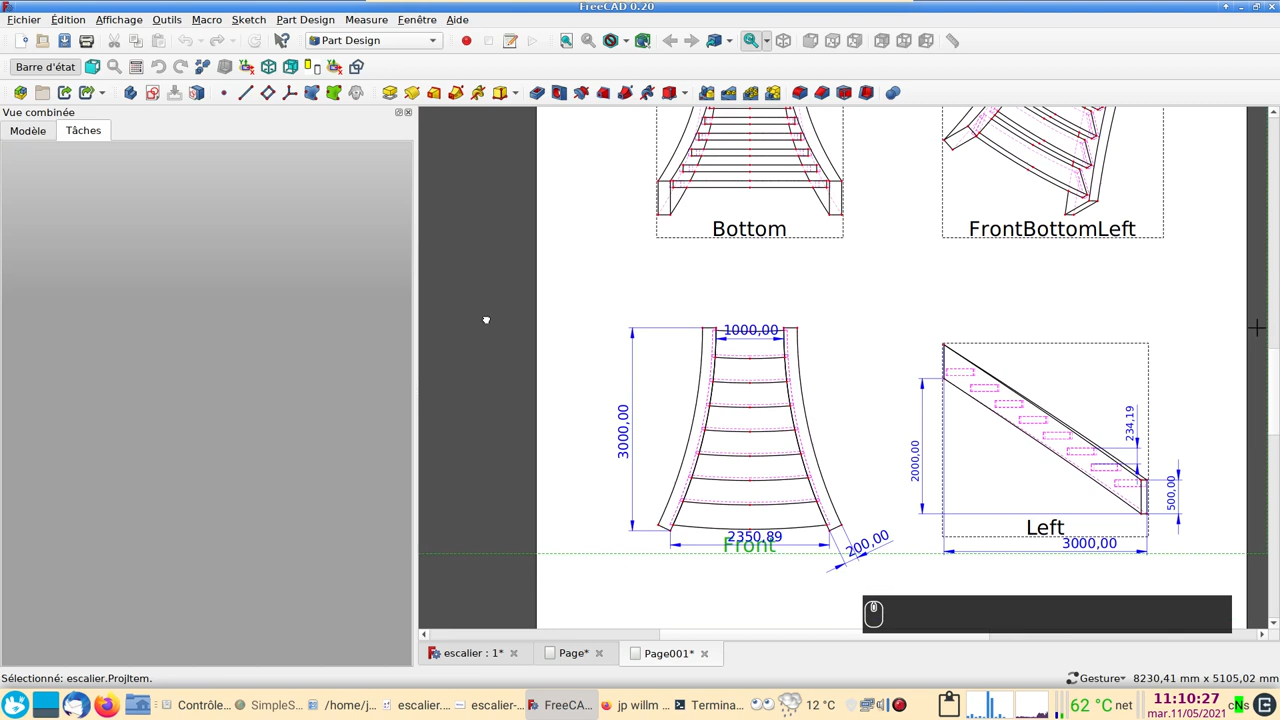 FreeCAD 0.20
Fichier Édition Affichage Outils Macro Sketch Part Design Measure Fenêtre Aide
Part Design
Barre d'état
Vue combinée
Modèle Tâches
Bottom
FrontBottomLeft
1000,00
3000,00
2350,89
Front
200,00
2000,00
234,19
500,00
Left
3000,00
escalier : 1*
Page*
Page001*
Sélectionné: escalier.ProjItem.
Gesture
8230,41 mm x 5105,02 mm
Contrôle...
SimpleS...
/home/j...
escalier...
escalier-...
FreeCA...
jp willm ...
Termina...
12 °C
62 °C net
11:10:27
mar.11/05/2021